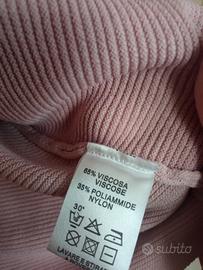 65% VISCOSA
VISCOSE
35% POLIAMMIDE
NYLON
30°
LAVARE E STIRARE
subito